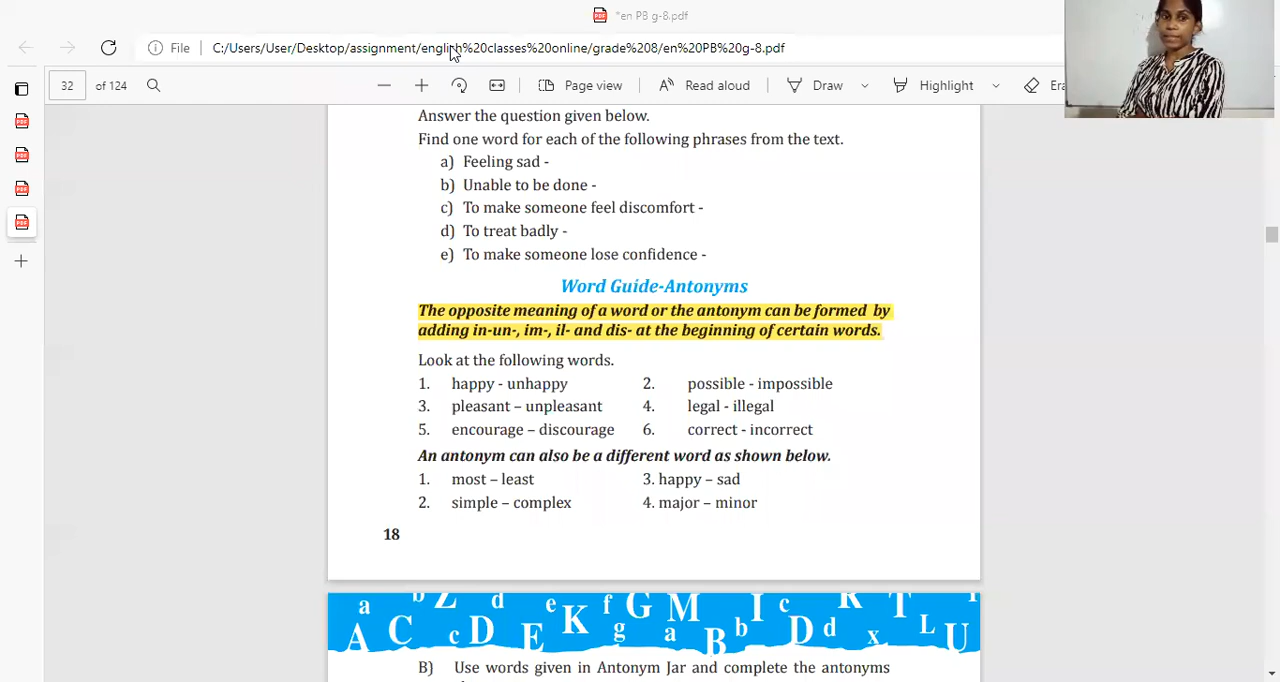 *en PB g-8.pdf
File C:/Users/User/Desktop/assignment/english%20classes%20online/grade%208/en%20PB%20g-8.pdf
32 of 124 Page view Read aloud Draw Highlight
Answer the question given below.
Find one word for each of the following phrases from the text.
a) Feeling sad -
b) Unable to be done -
c) To make someone feel discomfort -
d) To treat badly -
e) To make someone lose confidence -
Word Guide-Antonyms
The opposite meaning of a word or the antonym can be formed by
adding in-un-, im-, il- and dis- at the beginning of certain words.
Look at the following words.
1. happy - unhappy 2. possible - impossible
3. pleasant – unpleasant 4. legal - illegal
5. encourage – discourage 6. correct - incorrect
An antonym can also be a different word as shown below.
1. most – least 3. happy – sad
2. simple – complex 4. major – minor
18
a b Z d e f G M I c R T
A C c D E K g a B b D d x L U
B) Use words given in Antonym Jar and complete the antonyms